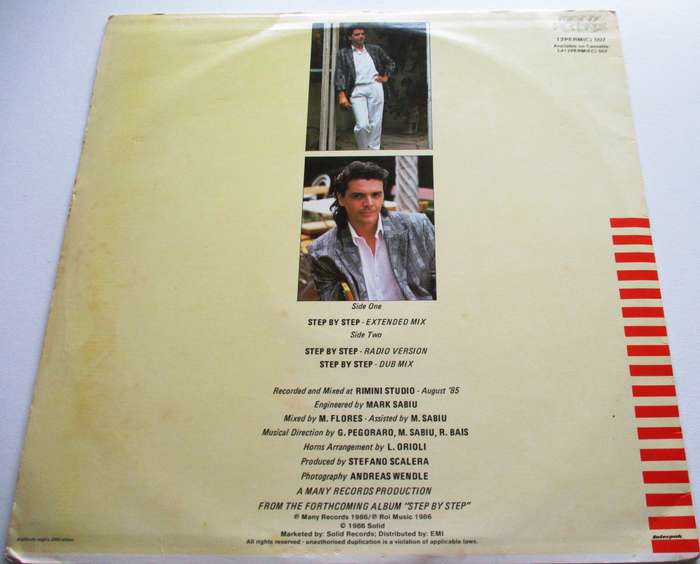 12PERM(C) 507
Available on Cassette
Side One
STEP BY STEP - EXTENDED MIX
Side Two
STEP BY STEP - RADIO VERSION
STEP BY STEP - DUB MIX
Recorded and Mixed at RIMINI STUDIO - August '85
Engineered by MARK SABIU
Mixed by M. FLORES - Assisted by M. SABIU
Musical Direction by G. PEGORARO, M. SABIU, R. BAIS
Horns Arrangement by L. ORIOLI
Produced by STEFANO SCALERA
Photography ANDREAS WENDLE
A MANY RECORDS PRODUCTION
FROM THE FORTHCOMING ALBUM "STEP BY STEP"
℗ Many Records 1986/℗ Roi Music 1986
© 1986 Solid
Marketed by: Solid Records; Distributed by: EMI
All rights reserved - unauthorised duplication is a violation of applicable laws.
Interpak